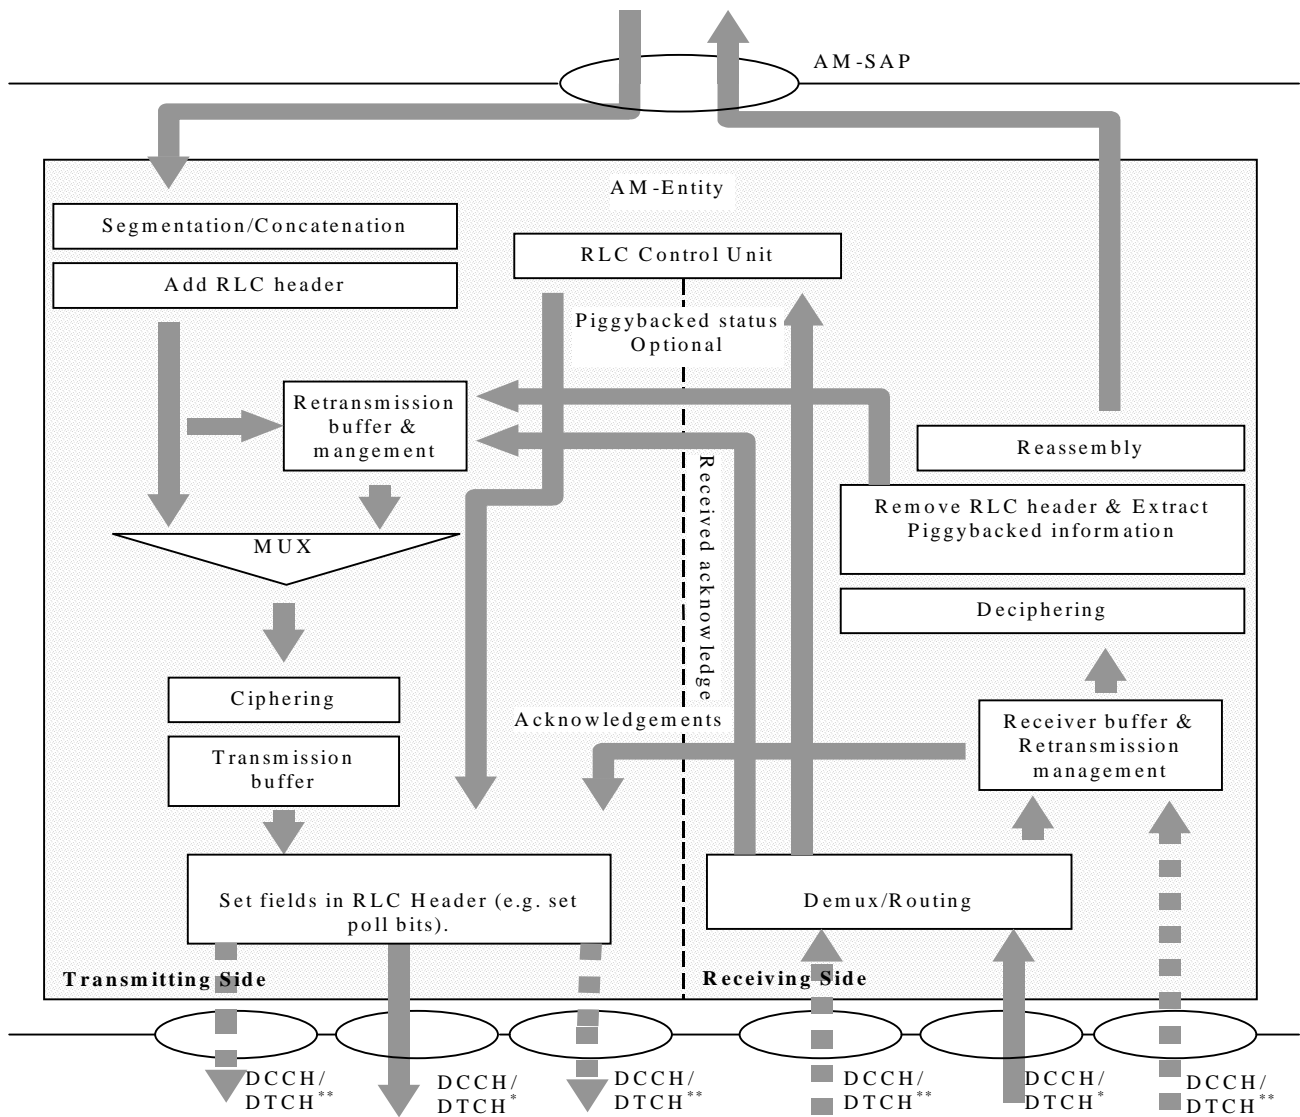 AM-SAP
AM-Entity
Segmentation/Concatenation
RLC Control Unit
Add RLC header
Piggybacked status
Optional
Retransmission
buffer &
mangement
Reassembly
Received acknowledge
Remove RLC header & Extract
Piggybacked information
MUX
Deciphering
Ciphering
Acknowledgements
Receiver buffer &
Retransmission
management
Transmission
buffer
Set fields in RLC Header (e.g. set
poll bits).
Demux/Routing
Transmitting Side
Receiving Side
DCCH/
DTCH**
DCCH/
DTCH*
DCCH/
DTCH**
DCCH/
DTCH**
DCCH/
DTCH*
DCCH/
DTCH**